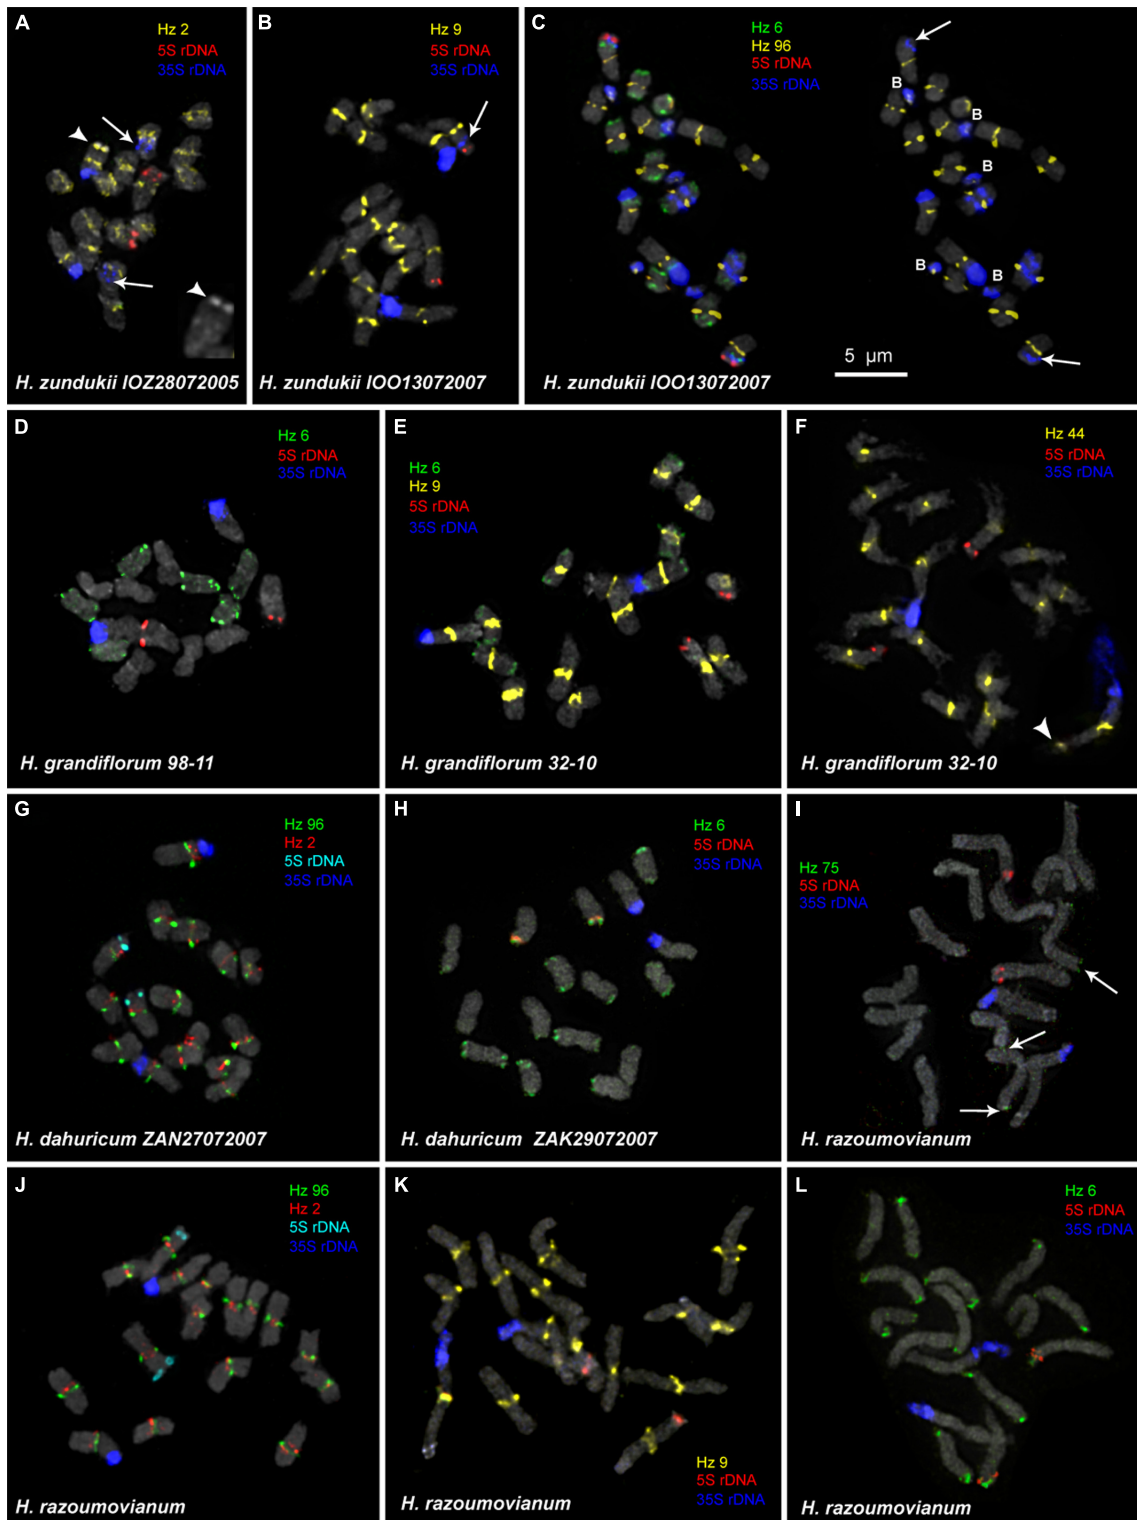 A
Hz 2
5S rDNA
35S rDNA
H. zundukii IOZ28072005
B
Hz 9
5S rDNA
35S rDNA
H. zundukii IOO13072007
C
Hz 6
Hz 96
5S rDNA
35S rDNA
B
B
B
B
B
5 µm
H. zundukii IOO13072007
D
Hz 6
5S rDNA
35S rDNA
H. grandiflorum 98-11
E
Hz 6
Hz 9
5S rDNA
35S rDNA
H. grandiflorum 32-10
F
Hz 44
5S rDNA
35S rDNA
H. grandiflorum 32-10
G
Hz 96
Hz 2
5S rDNA
35S rDNA
H. dahuricum ZAN27072007
H
Hz 6
5S rDNA
35S rDNA
H. dahuricum ZAK29072007
I
Hz 75
5S rDNA
35S rDNA
H. razoumovianum
J
Hz 96
Hz 2
5S rDNA
35S rDNA
H. razoumovianum
K
Hz 9
5S rDNA
35S rDNA
H. razoumovianum
L
Hz 6
5S rDNA
35S rDNA
H. razoumovianum